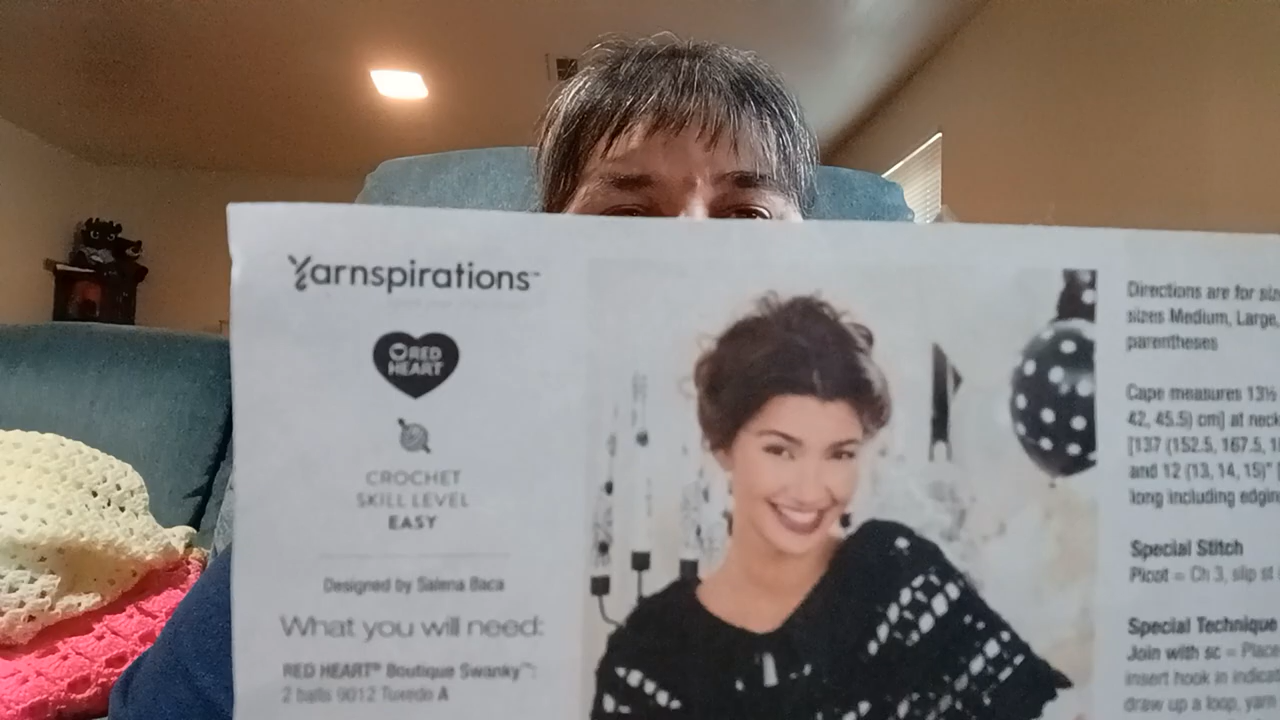 Yarnspirations™
RED
HEART
CROCHET
SKILL LEVEL
EASY
Designed by Salena Baca
What you will need:
RED HEART® Boutique Swanky™:
2 balls 9012 Tuxedo A
Directions are for
sizes Medium, Large,
parentheses
Cape measures 13½
42, 45.5) cm] at neck
[137 (152.5, 167.5,
and 12 (13, 14, 15)"
long including
Special Stitch
Picot = Ch 3, slip st
Special Technique
Join with sc = Place
insert hook in
draw up a loop, yarn